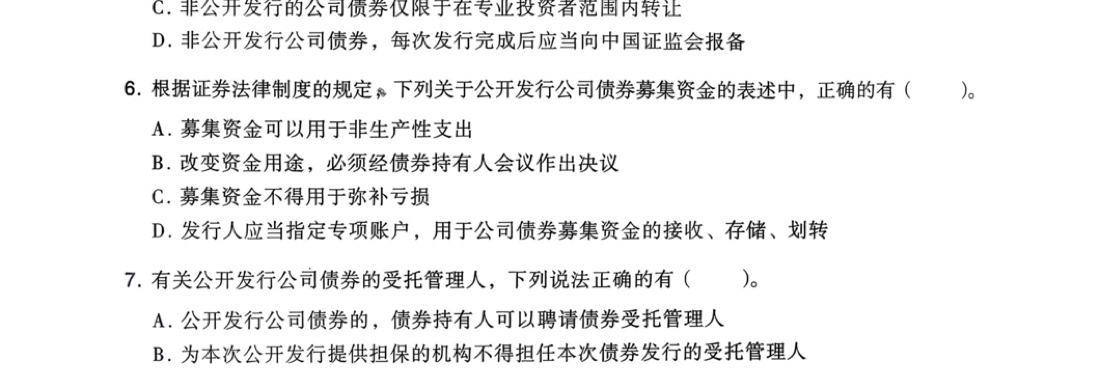 C. 非公开发行的公司债券仅限于在专业投资者范围内转让
D. 非公开发行公司债券，每次发行完成后应当向中国证监会报备
6. 根据证券法律制度的规定，下列关于公开发行公司债券募集资金的表述中，正确的有（　　）。
A. 募集资金可以用于非生产性支出
B. 改变资金用途，必须经债券持有人会议作出决议
C. 募集资金不得用于弥补亏损
D. 发行人应当指定专项账户，用于公司债券募集资金的接收、存储、划转
7. 有关公开发行公司债券的受托管理人，下列说法正确的有（　　）。
A. 公开发行公司债券的，债券持有人可以聘请债券受托管理人
B. 为本次公开发行提供担保的机构不得担任本次债券发行的受托管理人